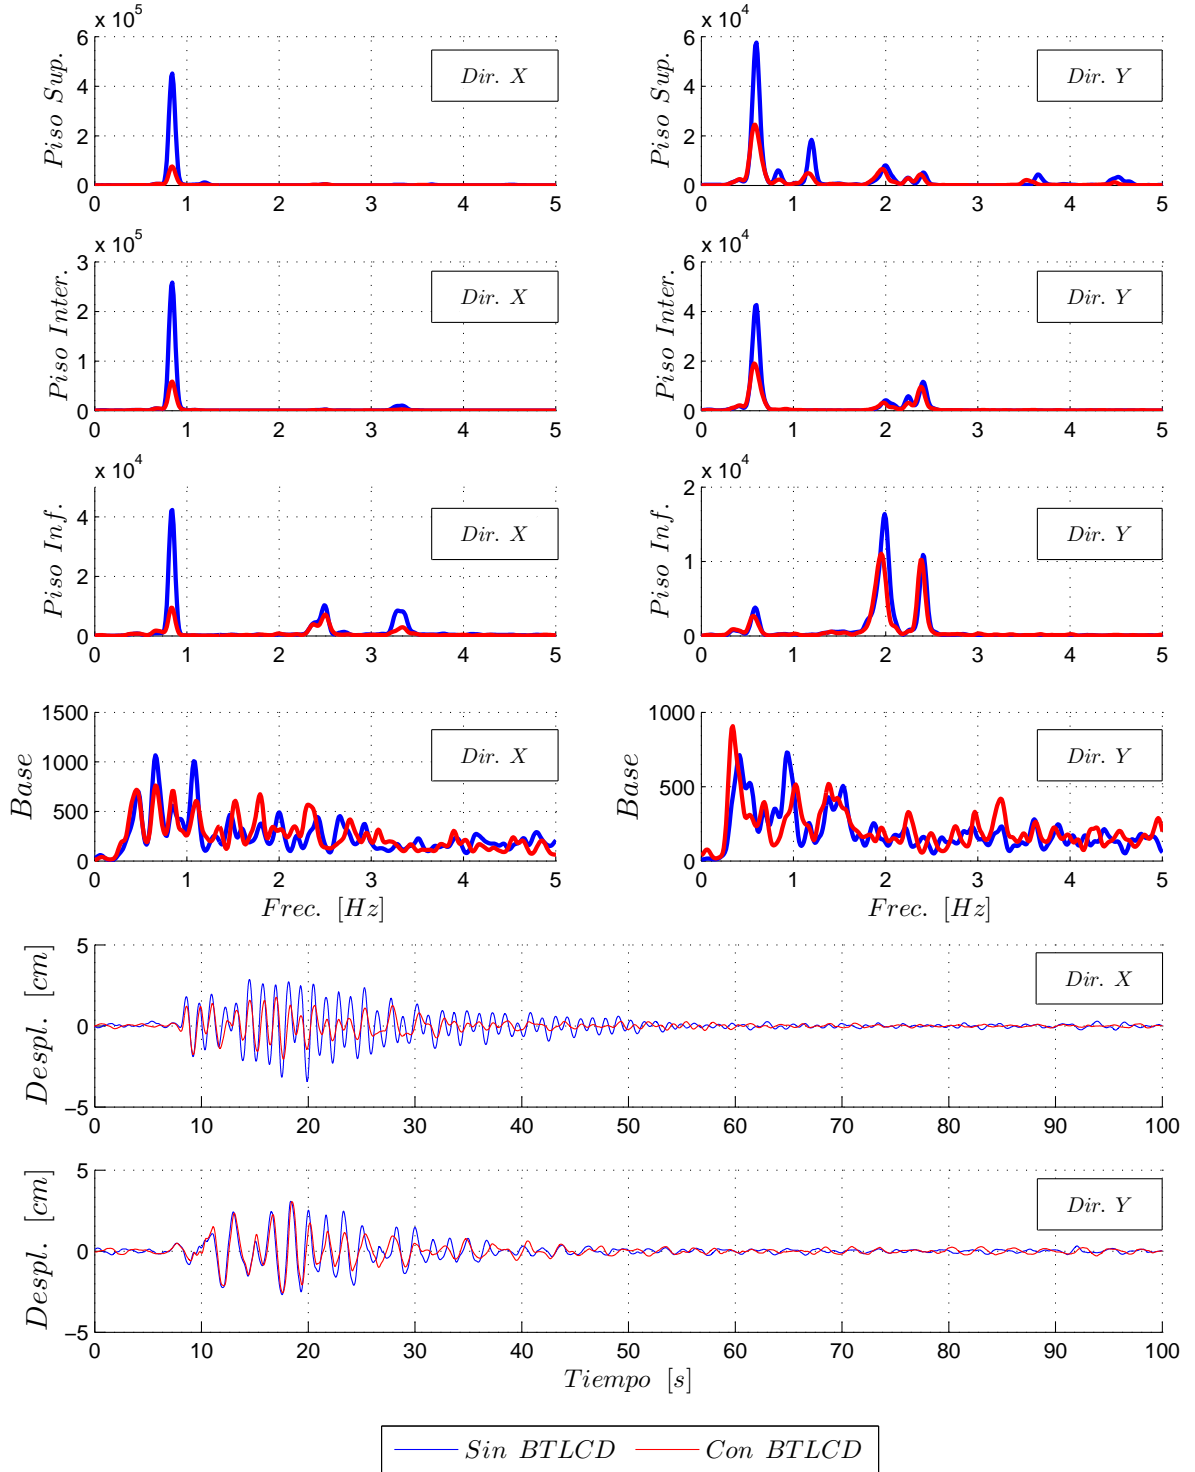 x 10^5
6
4
2
0
0 1 2 3 4 5
Piso Sup.
Dir. X
x 10^4
6
4
2
0
0 1 2 3 4 5
Piso Sup.
Dir. Y
x 10^5
3
2
1
0
0 1 2 3 4 5
Piso Inter.
Dir. X
x 10^4
6
4
2
0
0 1 2 3 4 5
Piso Inter.
Dir. Y
x 10^4
4
2
0
0 1 2 3 4 5
Piso Inf.
Dir. X
x 10^4
2
1
0
0 1 2 3 4 5
Piso Inf.
Dir. Y
1500
1000
500
0
0 1 2 3 4 5
Base
Dir. X
Frec. [Hz]
1000
500
0
0 1 2 3 4 5
Base
Dir. Y
Frec. [Hz]
5
0
−5
0 10 20 30 40 50 60 70 80 90 100
Despl. [cm]
Dir. X
5
0
−5
0 10 20 30 40 50 60 70 80 90 100
Despl. [cm]
Dir. Y
Tiempo [s]
Sin BTLCD Con BTLCD